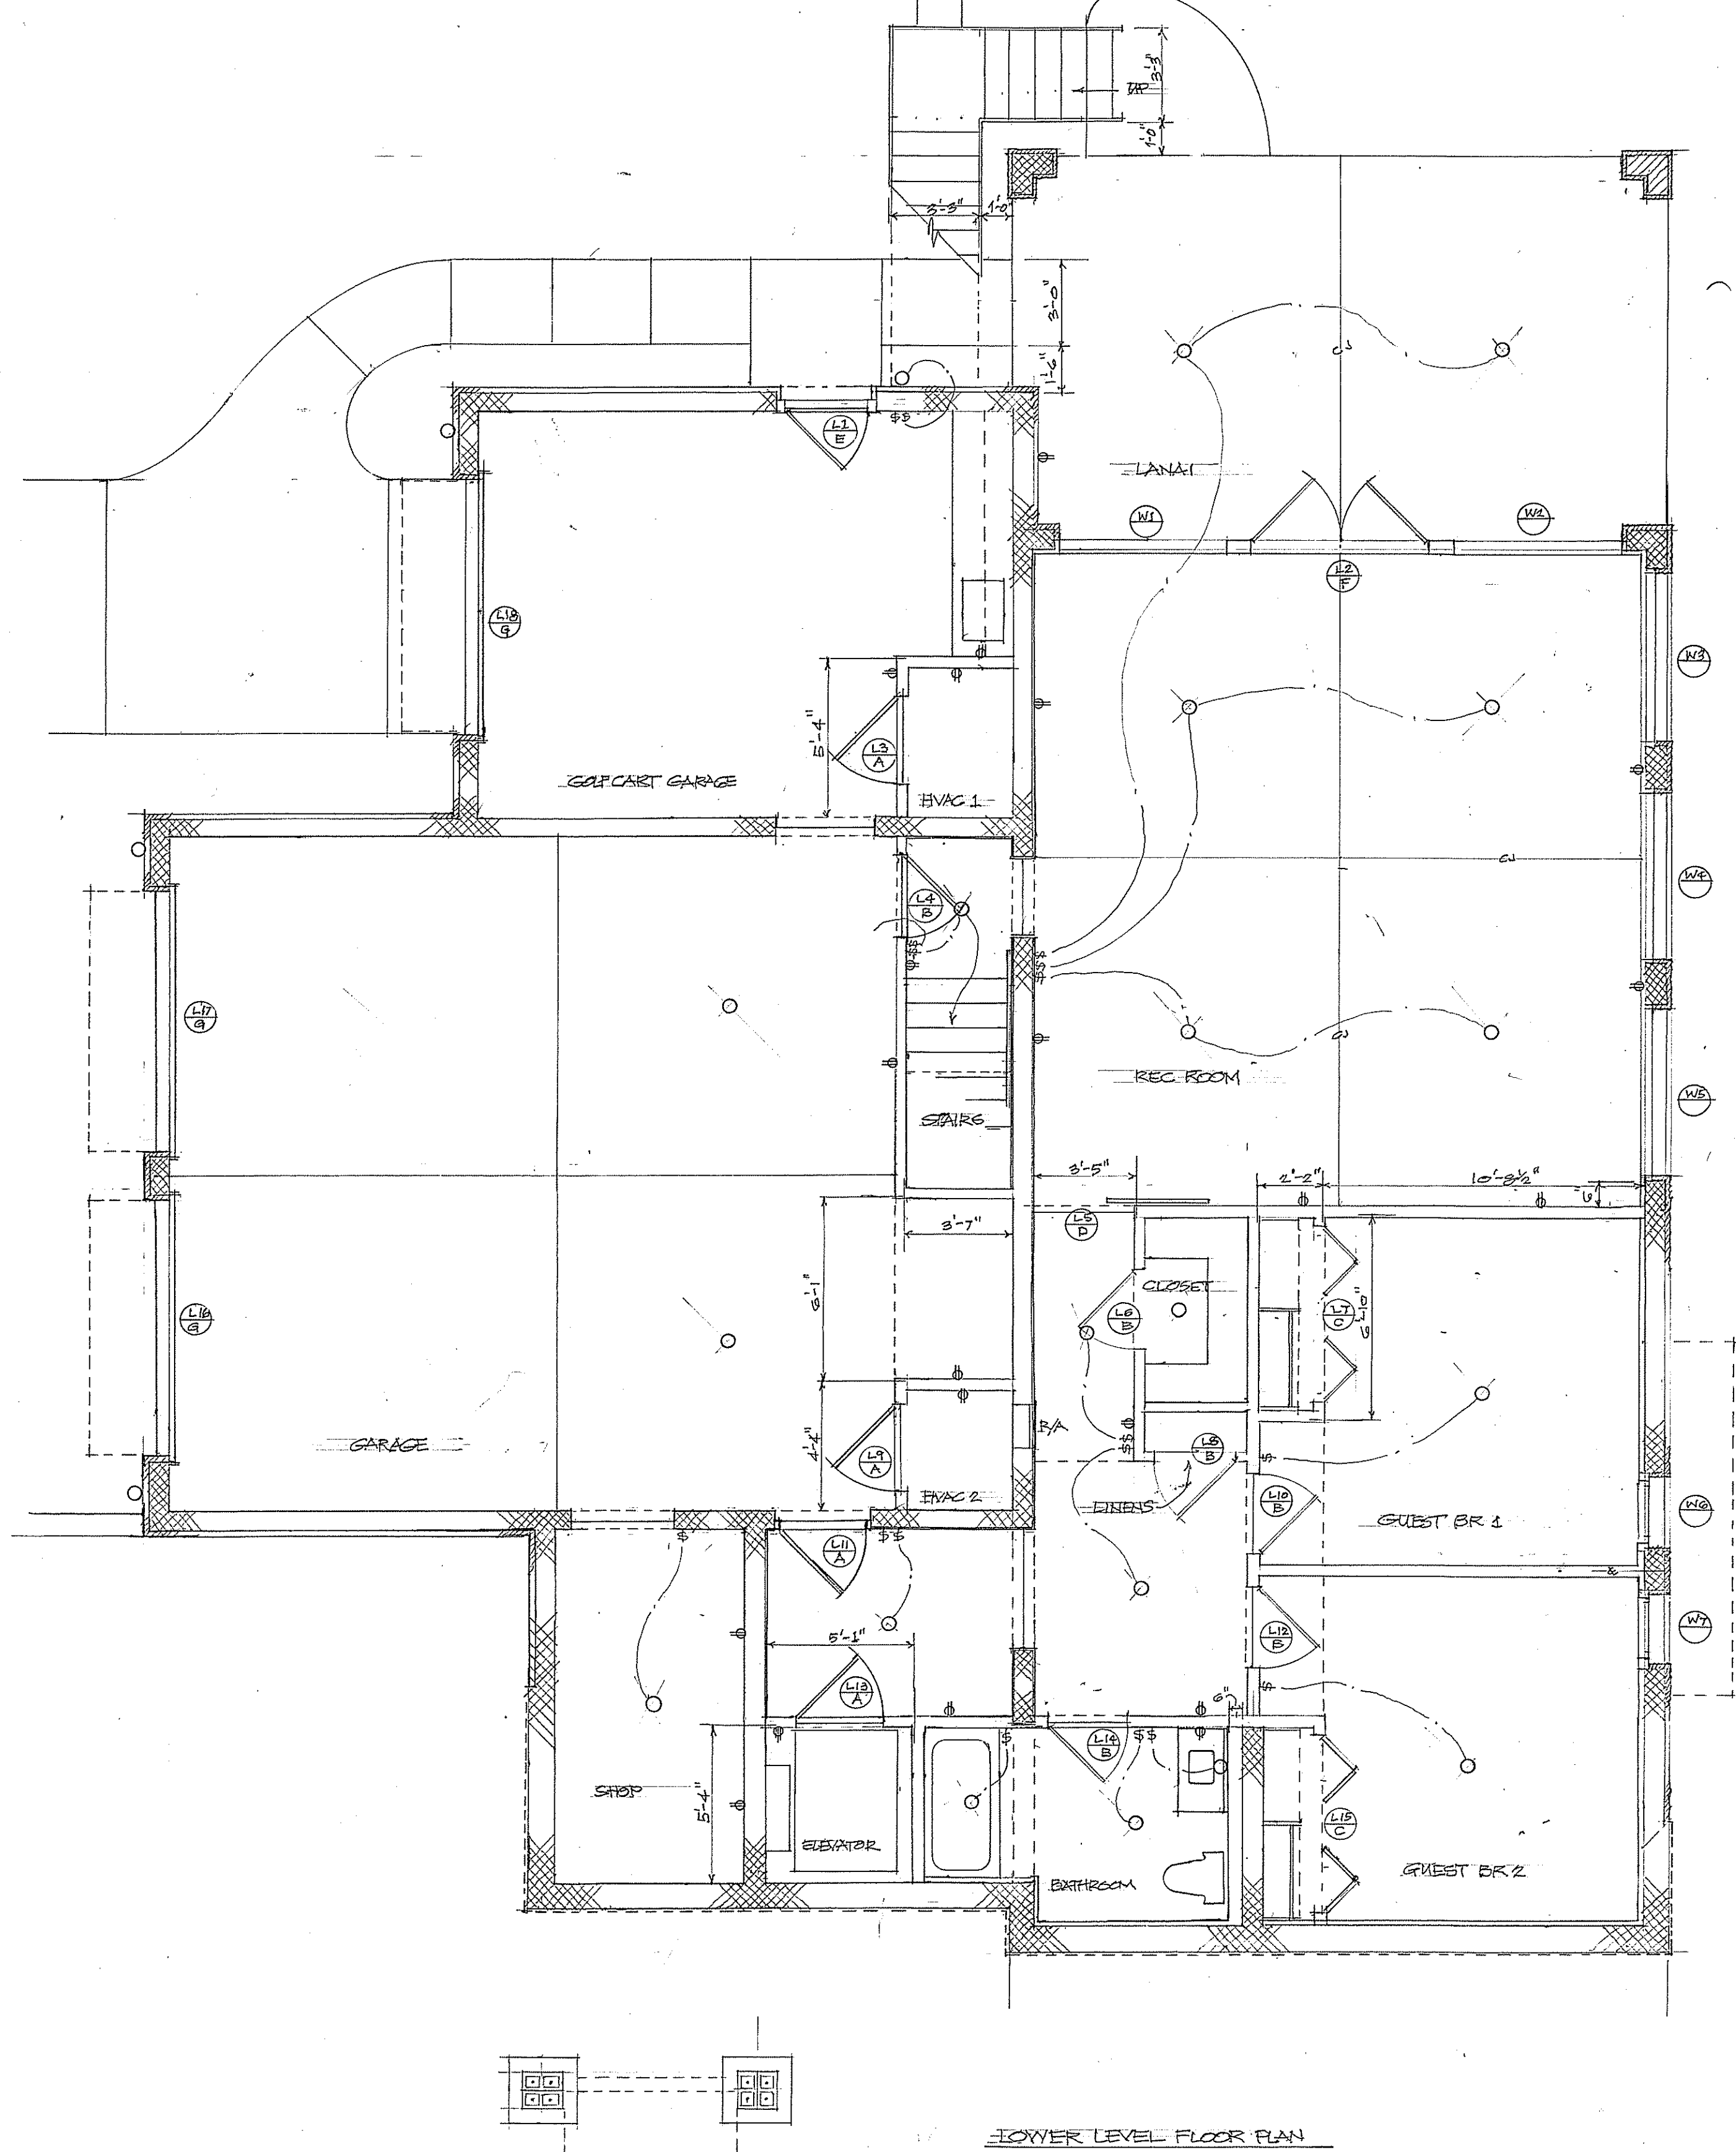 UP
3'-3"
1'-0"
3'-3"
1'-0"
3'-0"
1'-6"
L1
E
$$
LANAI
W1
W2
L2
F
L18
G
W3
5'-4"
L3
A
GOLF CART GARAGE
HVAC 1
W4
L4
B
$$
$$$
L17
G
REC ROOM
W5
STAIRS
3'-5"
2'-2"
10'-8½"
6"
3'-7"
L5
D
CLOSET
6'-1"
L6
B
L7
C
6'-10"
L16
G
R/A
$$
L8
B
$
GARAGE
4'-4"
L9
A
HVAC 2
LINENS
L10
B
GUEST BR 1
W6
$
L11
A
$$
5'-1"
L12
B
W7
L13
A
6"
$
$
L14
B
$$
SHOP
5'-4"
ELEVATOR
L15
C
BATHROOM
GUEST BR 2
LOWER LEVEL FLOOR PLAN